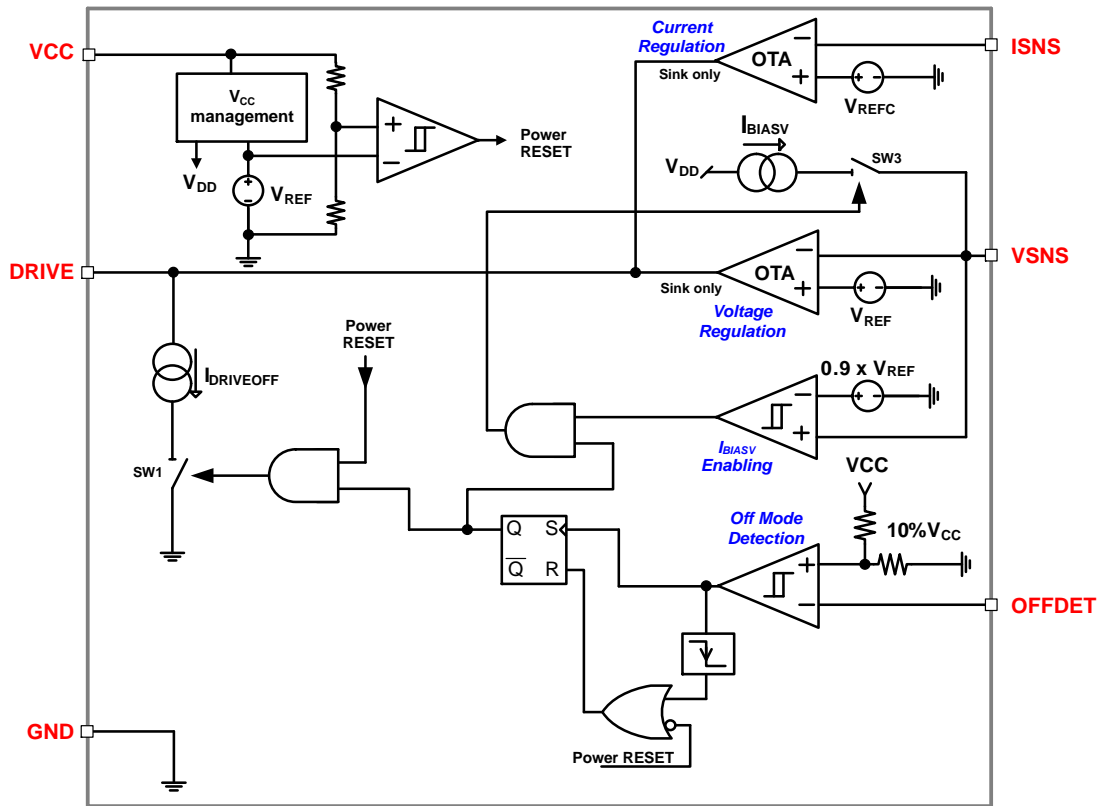 VCC
VCC
management
VDD
VREF
+
−
+
−
Power
RESET
Current
Regulation
Sink only
OTA
−
+
+ -
VREFC
ISNS
IBIASV
VDD
SW3
DRIVE
Sink only
OTA
−
+
+ -
VREF
Voltage
Regulation
VSNS
Power
RESET
IDRIVEOFF
SW1
0.9 x VREF
+ -
−
+
IBIASV
Enabling
VCC
10%VCC
Off Mode
Detection
+
−
OFFDET
Q S
Q R
Power RESET
GND